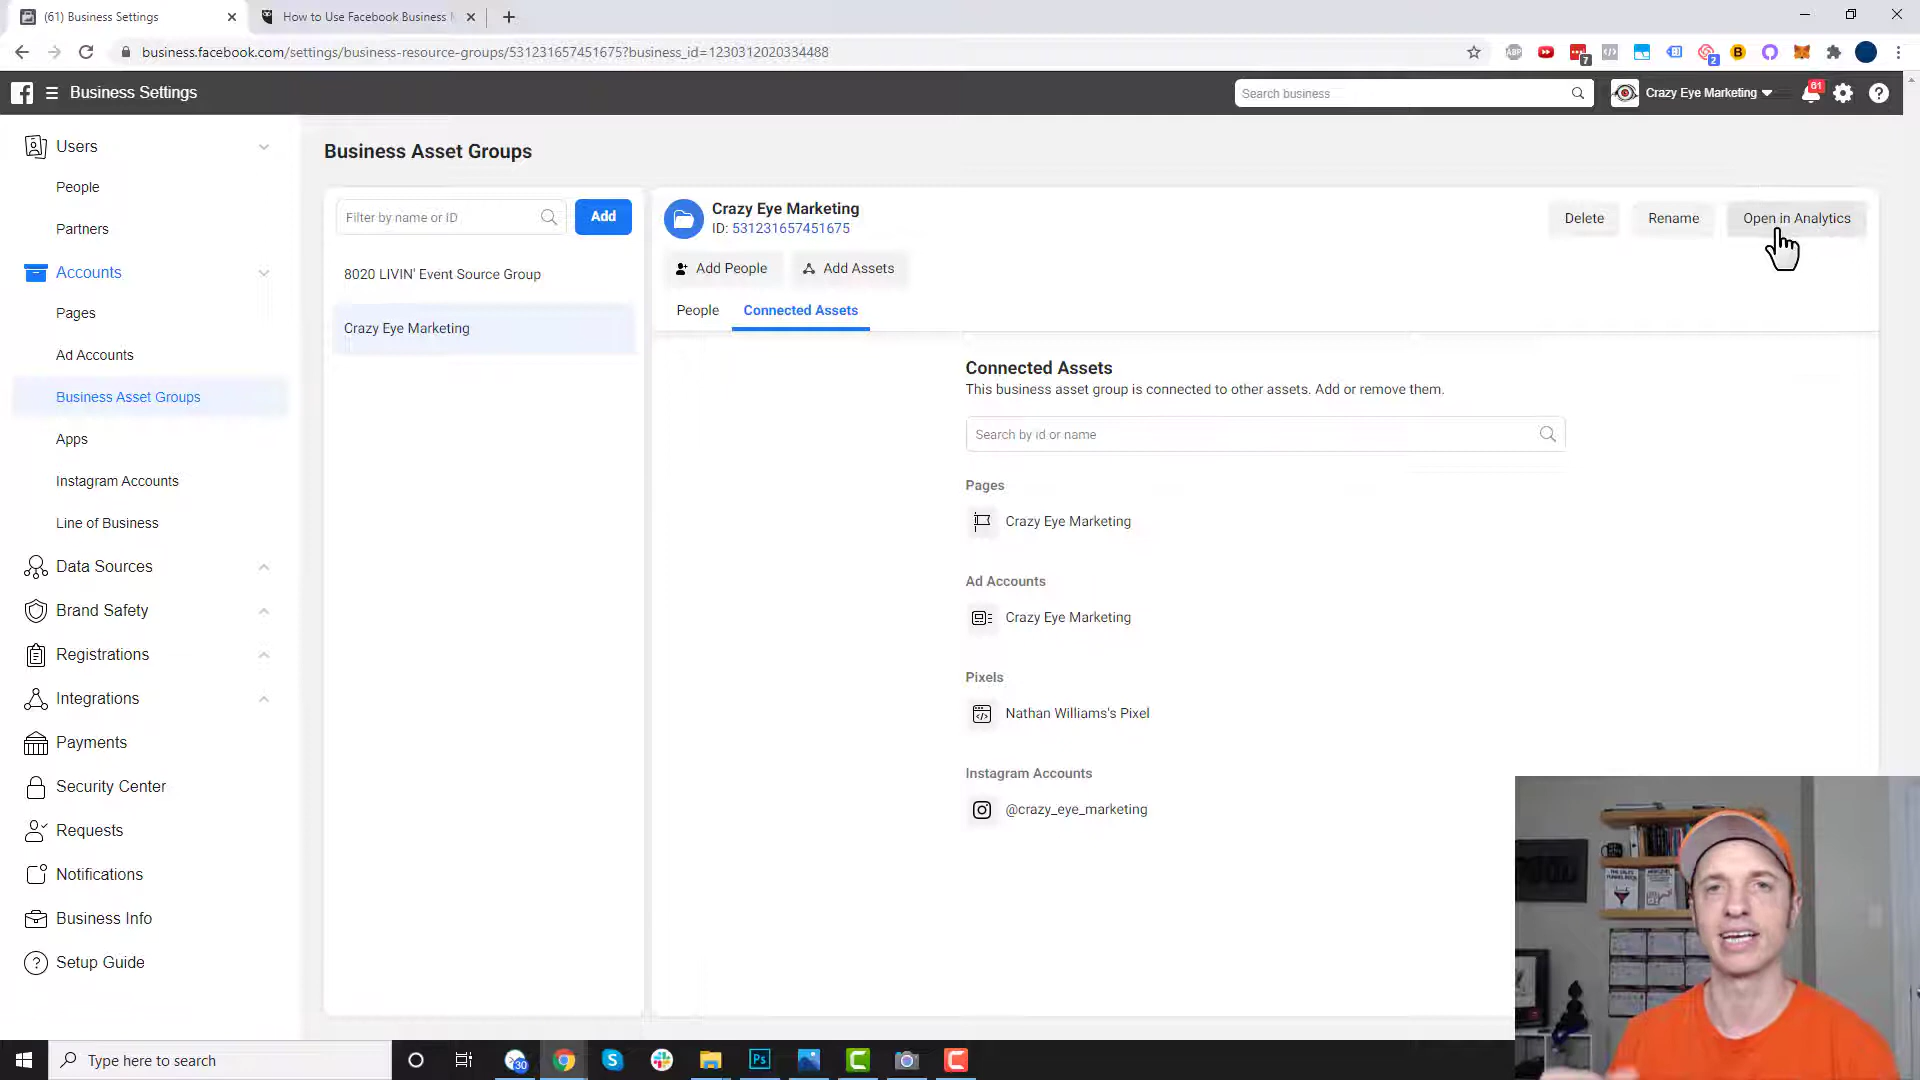 (61) Business Settings
How to Use Facebook Business
business.facebook.com/settings/business-resource-groups/531231657451675?business_id=1230312020334488
ABP
7
2
B
Business Settings
Search business
Crazy Eye Marketing
61
Users
People
Partners
Accounts
Pages
Ad Accounts
Business Asset Groups
Apps
Instagram Accounts
Line of Business
Data Sources
Brand Safety
Registrations
Integrations
Payments
Security Center
Requests
Notifications
Business Info
Setup Guide
Business Asset Groups
Filter by name or ID
Add
8020 LIVIN' Event Source Group
Crazy Eye Marketing
Crazy Eye Marketing
ID: 531231657451675
Delete
Rename
Open in Analytics
Add People
Add Assets
People
Connected Assets
Connected Assets
This business asset group is connected to other assets. Add or remove them.
Search by id or name
Pages
Crazy Eye Marketing
Ad Accounts
Crazy Eye Marketing
Pixels
Nathan Williams's Pixel
Instagram Accounts
@crazy_eye_marketing
Type here to search
30
Ps